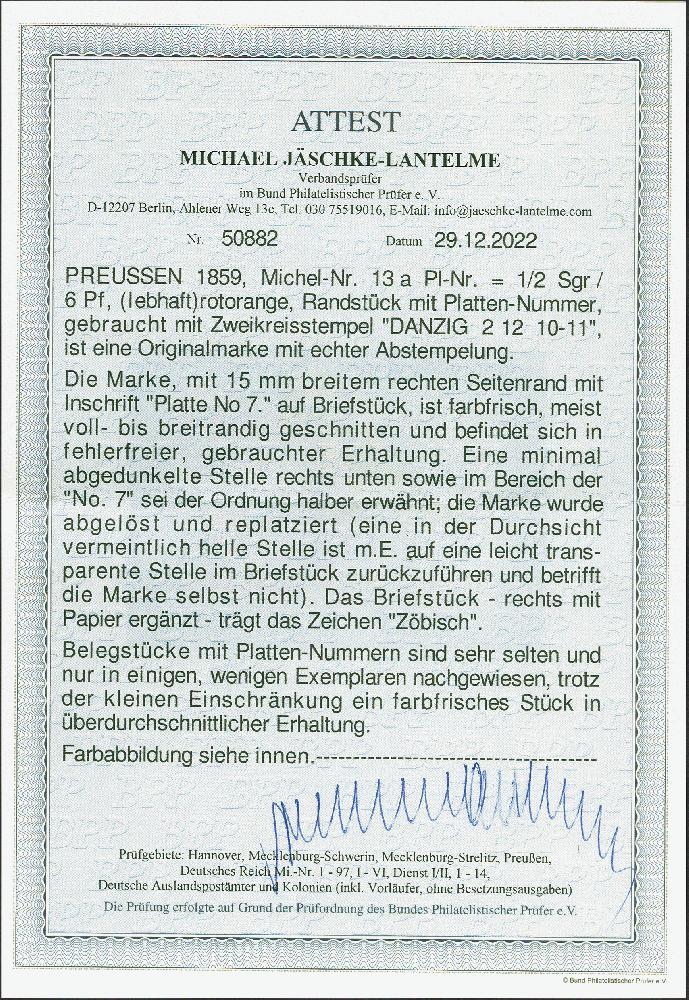 ATTEST
MICHAEL JÄSCHKE-LANTELME
Verbandsprüfer
im Bund Philatelistischer Prüfer e. V.
D-12207 Berlin, Ahlener Weg 13c, Tel. 030 75519016, E-Mail: info@jaeschke-lantelme.com
Nr. 50882 Datum 29.12.2022
PREUSSEN 1859, Michel-Nr. 13 a Pl-Nr. = 1/2 Sgr /
6 Pf, (lebhaft)rotorange, Randstück mit Platten-Nummer,
gebraucht mit Zweikreisstempel "DANZIG 2 12 10-11",
ist eine Originalmarke mit echter Abstempelung.
Die Marke, mit 15 mm breitem rechten Seitenrand mit
Inschrift "Platte No 7." auf Briefstück, ist farbfrisch, meist
voll- bis breitrandig geschnitten und befindet sich in
fehlerfreier, gebrauchter Erhaltung. Eine minimal
abgedunkelte Stelle rechts unten sowie im Bereich der
"No. 7" sei der Ordnung halber erwähnt; die Marke wurde
abgelöst und replatziert (eine in der Durchsicht
vermeintlich helle Stelle ist m.E. auf eine leicht trans-
parente Stelle im Briefstück zurückzuführen und betrifft
die Marke selbst nicht). Das Briefstück - rechts mit
Papier ergänzt - trägt das Zeichen "Zöbisch".
Belegstücke mit Platten-Nummern sind sehr selten und
nur in einigen, wenigen Exemplaren nachgewiesen, trotz
der kleinen Einschränkung ein farbfrisches Stück in
überdurchschnittlicher Erhaltung.
Farbabbildung siehe innen.-------------------------------------
Prüfgebiete: Hannover, Mecklenburg-Schwerin, Mecklenburg-Strelitz, Preußen,
Deutsches Reich Mi.-Nr. 1 - 97, I - VI, Dienst I/II, 1 - 14,
Deutsche Auslandspostämter und Kolonien (inkl. Vorläufer, ohne Besetzungsausgaben)
Die Prüfung erfolgte auf Grund der Prüfordnung des Bundes Philatelistischer Prüfer e.V.
© Bund Philatelistischer Prüfer e.V.